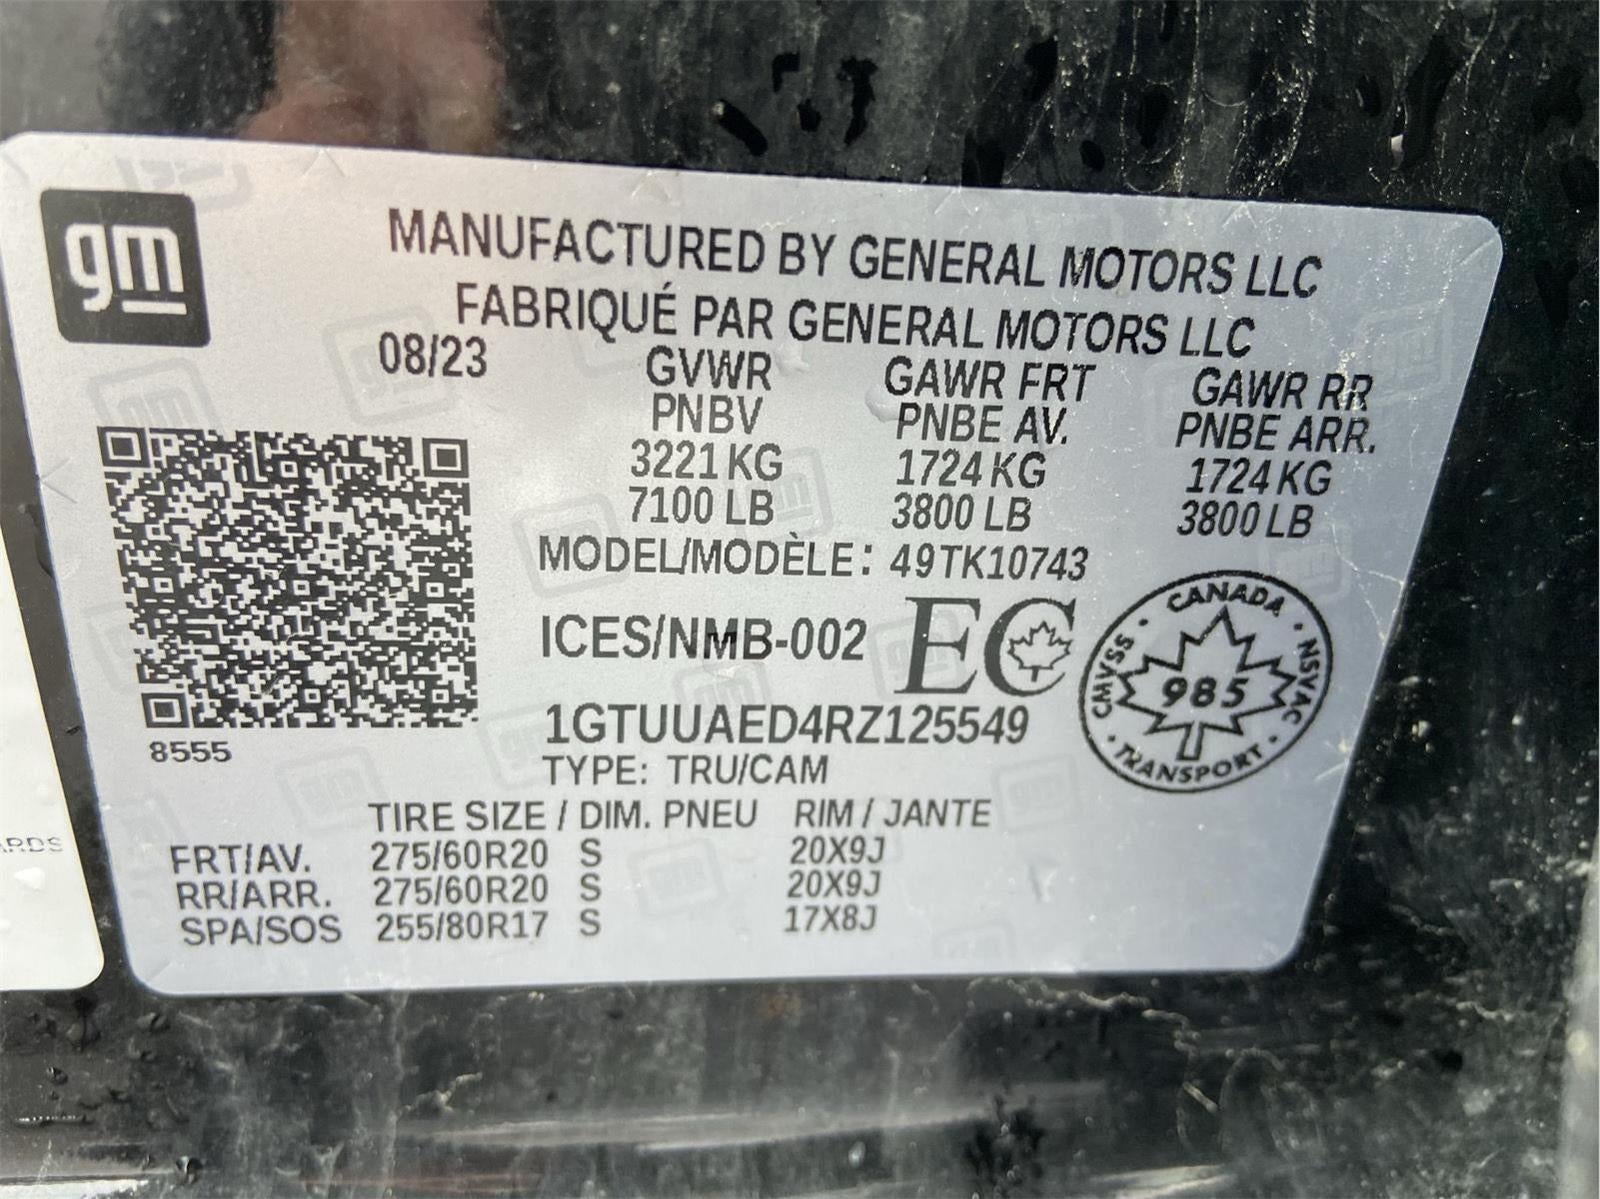 gm
MANUFACTURED BY GENERAL MOTORS LLC
FABRIQUÉ PAR GENERAL MOTORS LLC
08/23 GVWR GAWR FRT GAWR RR
PNBV PNBE AV. PNBE ARR.
3221 KG 1724 KG 1724 KG
7100 LB 3800 LB 3800 LB
MODEL/MODÈLE: 49TK10743
ICES/NMB-002 EC
CANADA • NSVAC • TRANSPORT • CMVSS •
985
1GTUUAED4RZ125549
8555
TYPE: TRU/CAM
TIRE SIZE / DIM. PNEU RIM / JANTE
FRT/AV. 275/60R20 S 20X9J
RR/ARR. 275/60R20 S 20X9J
SPA/SOS 255/80R17 S 17X8J